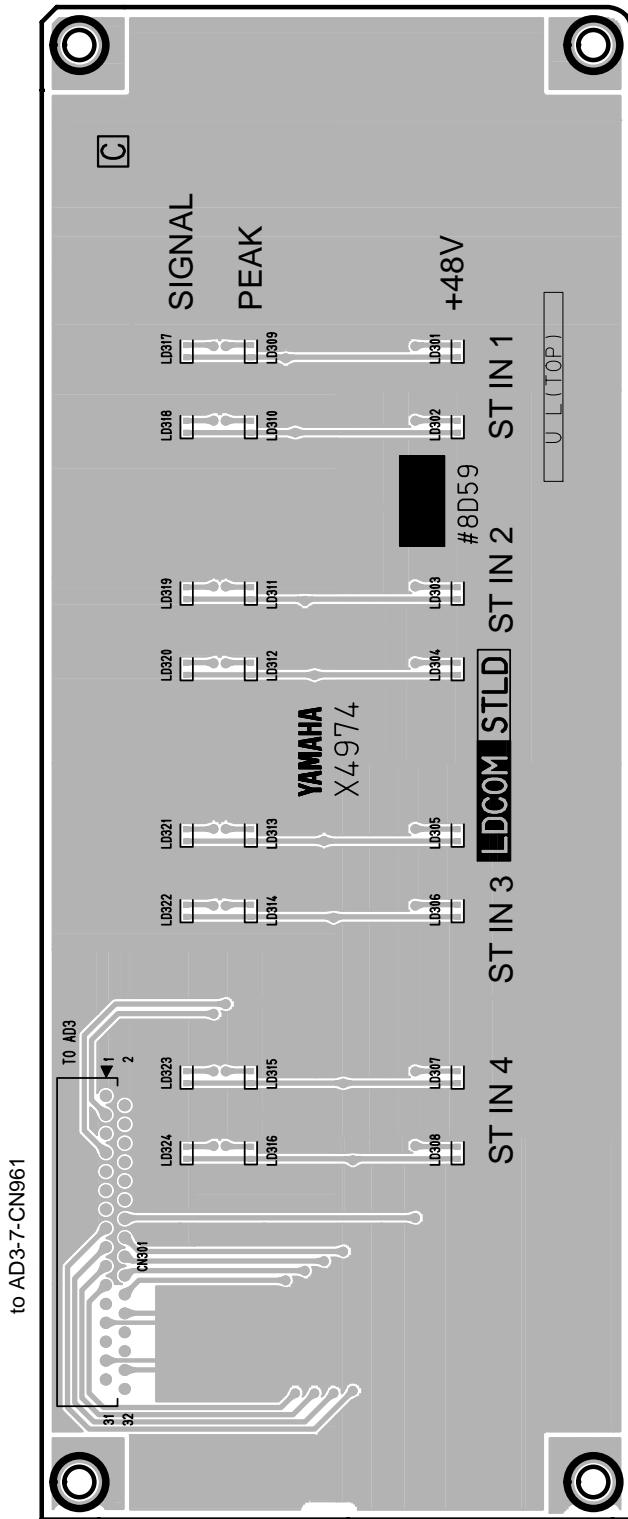 to AD3-7-CN961
C
SIGNAL
PEAK
+48V
LD317
LD309
LD301
LD318
LD310
LD302
ST IN 1
U L (TOP)
#8D59
LD319
LD311
LD303
LD320
LD312
LD304
ST IN 2
YAMAHA
X4974
LDCOM STLD
LD321
LD313
LD305
LD322
LD314
LD306
ST IN 3
TO AD3
1
2
LD323
LD315
LD307
LD324
LD316
LD308
ST IN 4
CN301
31
32